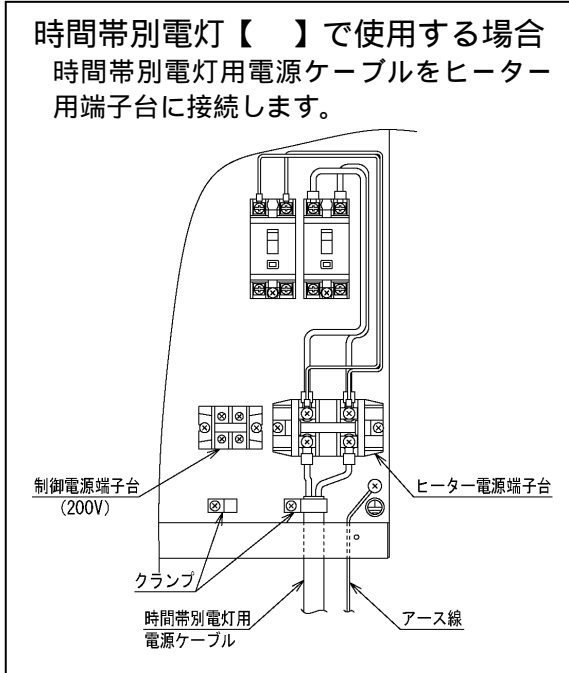 時間帯別電灯【　】で使用する場合
時間帯別電灯用電源ケーブルをヒーター
用端子台に接続します。
制御電源端子台
(200V)
ヒーター電源端子台
クランプ
時間帯別電灯用
電源ケーブル
アース線